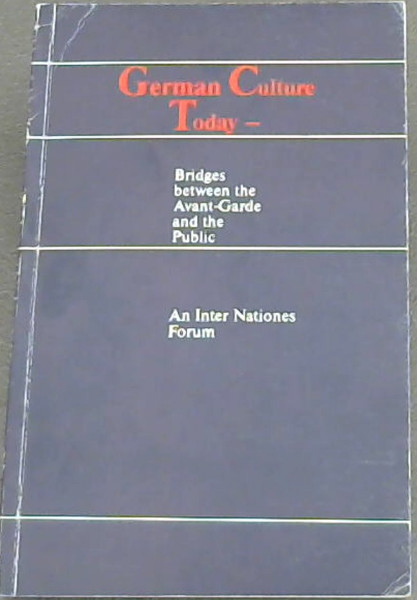 German Culture
Today —
Bridges
between the
Avant-Garde
and the
Public
An Inter Nationes
Forum